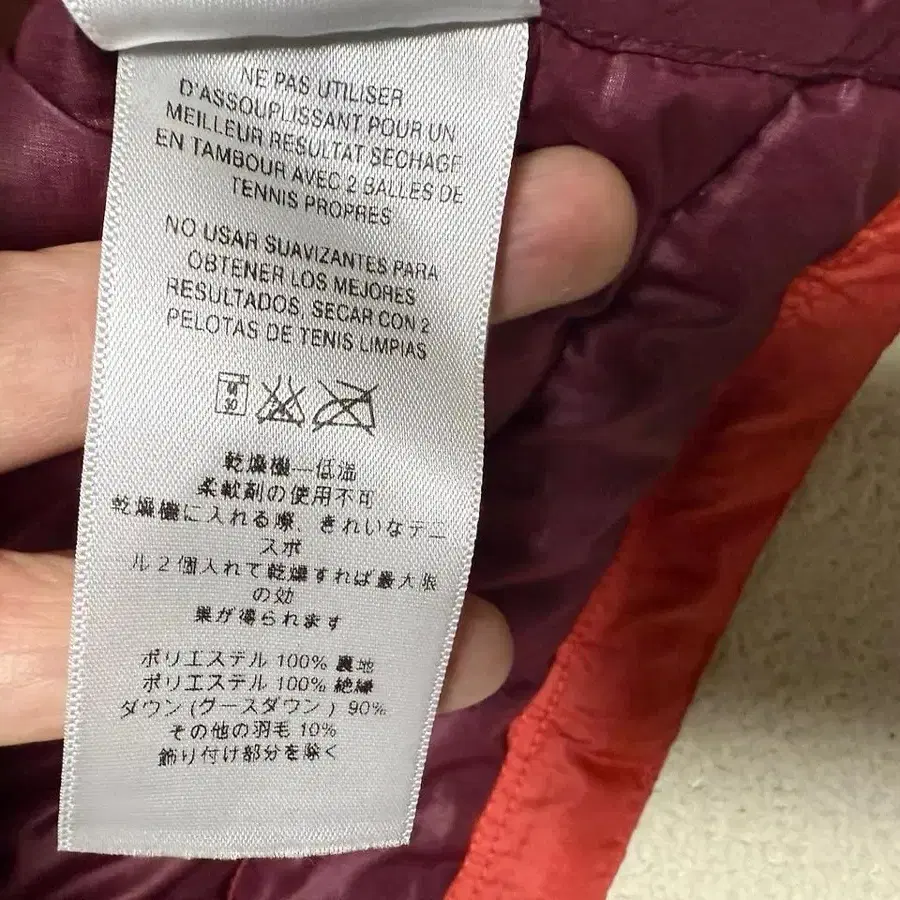 NE PAS UTILISER
D'ASSOUPLISSANT POUR UN
MEILLEUR RESULTAT SECHAGE
EN TAMBOUR AVEC 2 BALLES DE
TENNIS PROPRES
NO USAR SUAVIZANTES PARA
OBTENER LOS MEJORES
RESULTADOS, SECAR CON 2
PELOTAS DE TENIS LIMPIAS
30
乾燥機—低温
柔軟剤の使用不可
乾燥機に入れる際、きれいなテニ
スボ
ル 2 個入れて乾燥すれば最大限
の効
果が得られます
ポリエステル 100% 裏地
ポリエステル 100% 絶縁
ダウン (グースダウン ) 90%
その他の羽毛 10%
飾り付け部分を除く